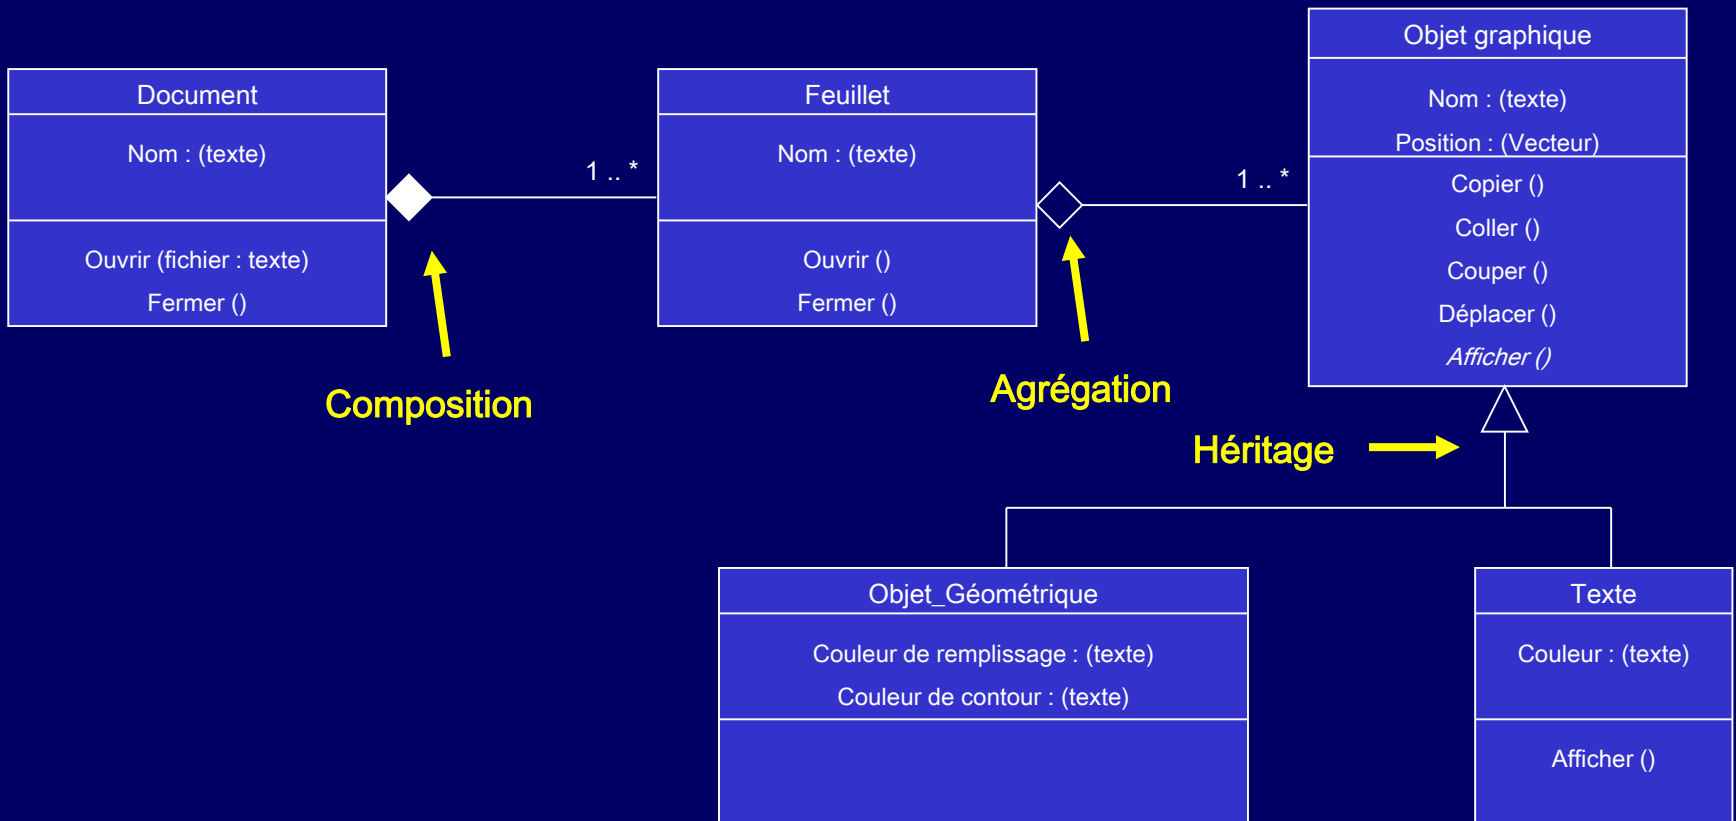 Document
Nom : (texte)
Ouvrir (fichier : texte)
Fermer ()
1 .. *
Composition
Feuillet
Nom : (texte)
Ouvrir ()
Fermer ()
1 .. *
Agrégation
Objet graphique
Nom : (texte)
Position : (Vecteur)
Copier ()
Coller ()
Couper ()
Déplacer ()
Afficher ()
Héritage
Objet_Géométrique
Couleur de remplissage : (texte)
Couleur de contour : (texte)
Texte
Couleur : (texte)
Afficher ()